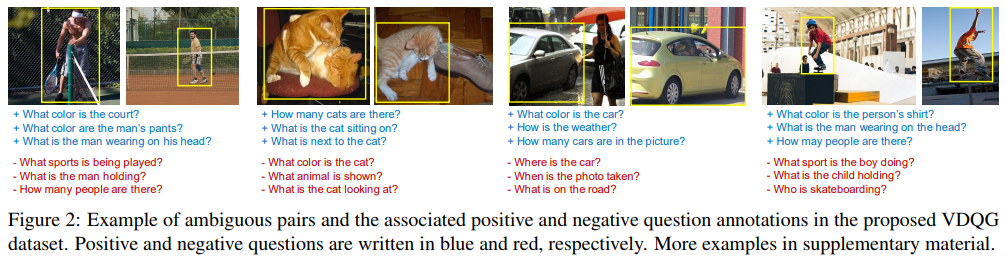 + What color is the court?
+ What color are the man's pants?
+ What is the man wearing on his head?
- What sports is being played?
- What is the man holding?
- How many people are there?
+ How many cats are there?
+ What is the cat sitting on?
+ What is next to the cat?
- What color is the cat?
- What animal is shown?
- What is the cat looking at?
+ What color is the car?
+ How is the weather?
+ How many cars are in the picture?
- Where is the car?
- When is the photo taken?
- What is on the road?
+ What color is the person's shirt?
+ What is the man wearing on the head?
+ How may people are there?
- What sport is the boy doing?
- What is the child holding?
- Who is skateboarding?
Figure 2: Example of ambiguous pairs and the associated positive and negative question annotations in the proposed VDQG
dataset. Positive and negative questions are written in blue and red, respectively. More examples in supplementary material.